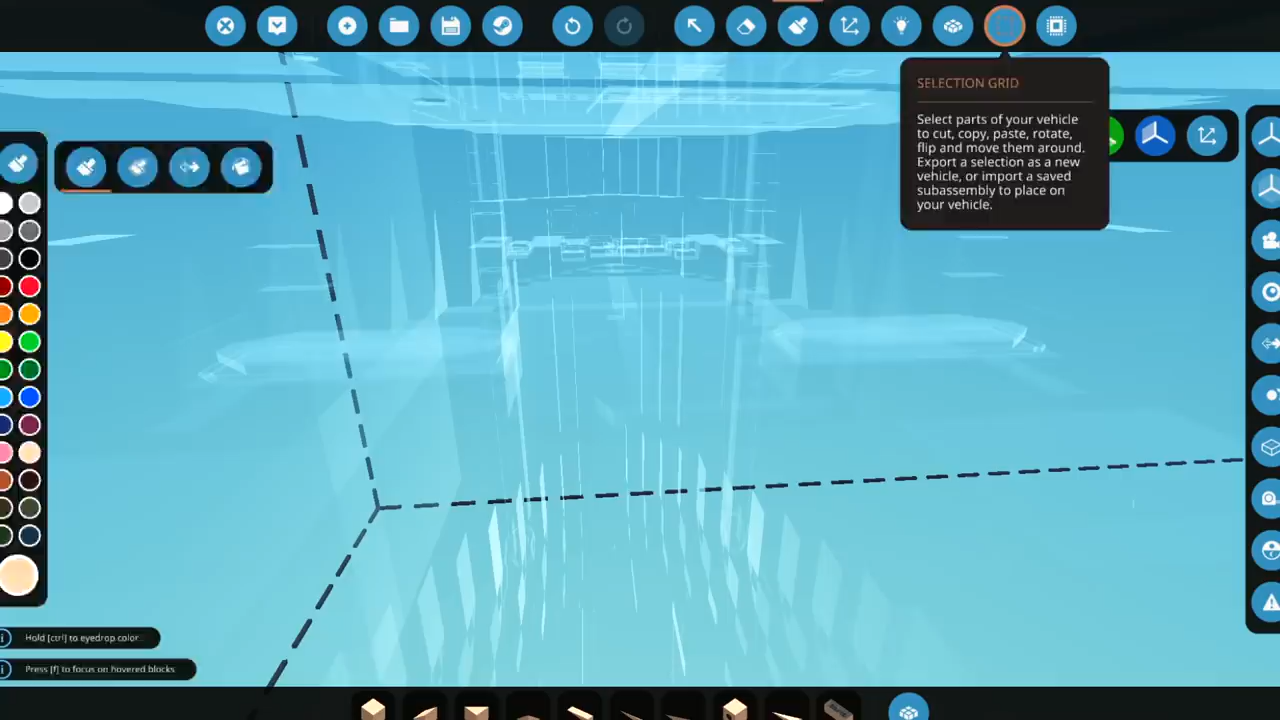 SELECTION GRID
Select parts of your vehicle
to cut, copy, paste, rotate,
flip and move them around.
Export a selection as a new
vehicle, or import a saved
subassembly to place on
your vehicle.
Hold [ctrl] to eyedrop color.
Press [f] to focus on hovered blocks